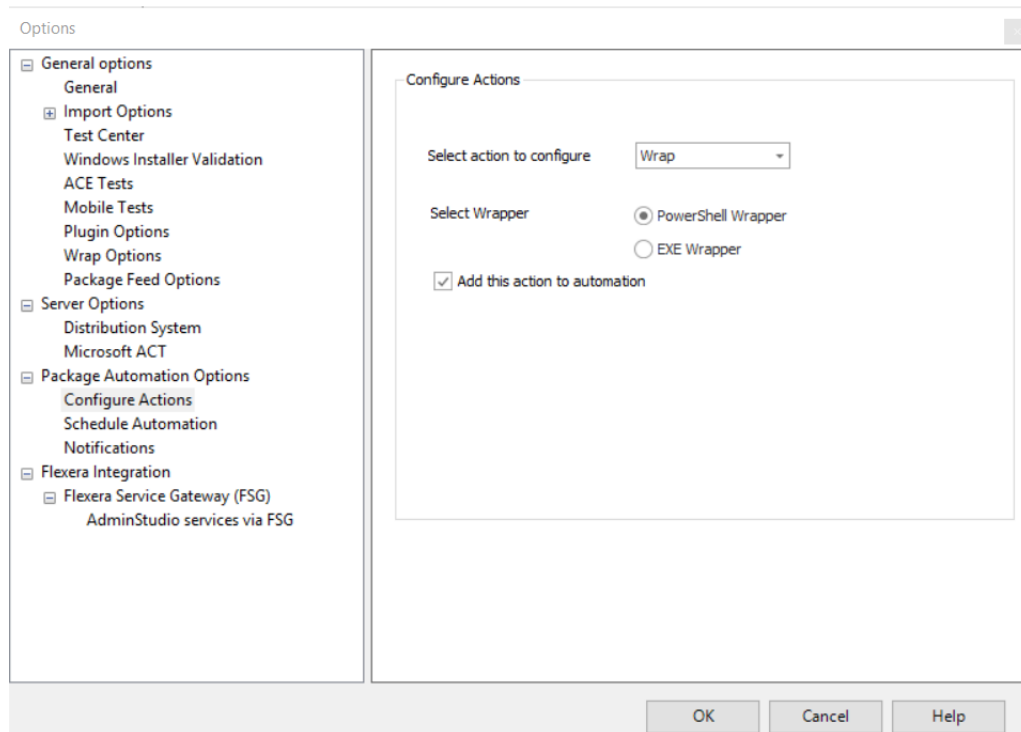 Options
General options
General
Import Options
Test Center
Windows Installer Validation
ACE Tests
Mobile Tests
Plugin Options
Wrap Options
Package Feed Options
Server Options
Distribution System
Microsoft ACT
Package Automation Options
Configure Actions
Schedule Automation
Notifications
Flexera Integration
Flexera Service Gateway (FSG)
AdminStudio services via FSG
Configure Actions
Select action to configure Wrap
Select Wrapper PowerShell Wrapper
EXE Wrapper
Add this action to automation
OK Cancel Help